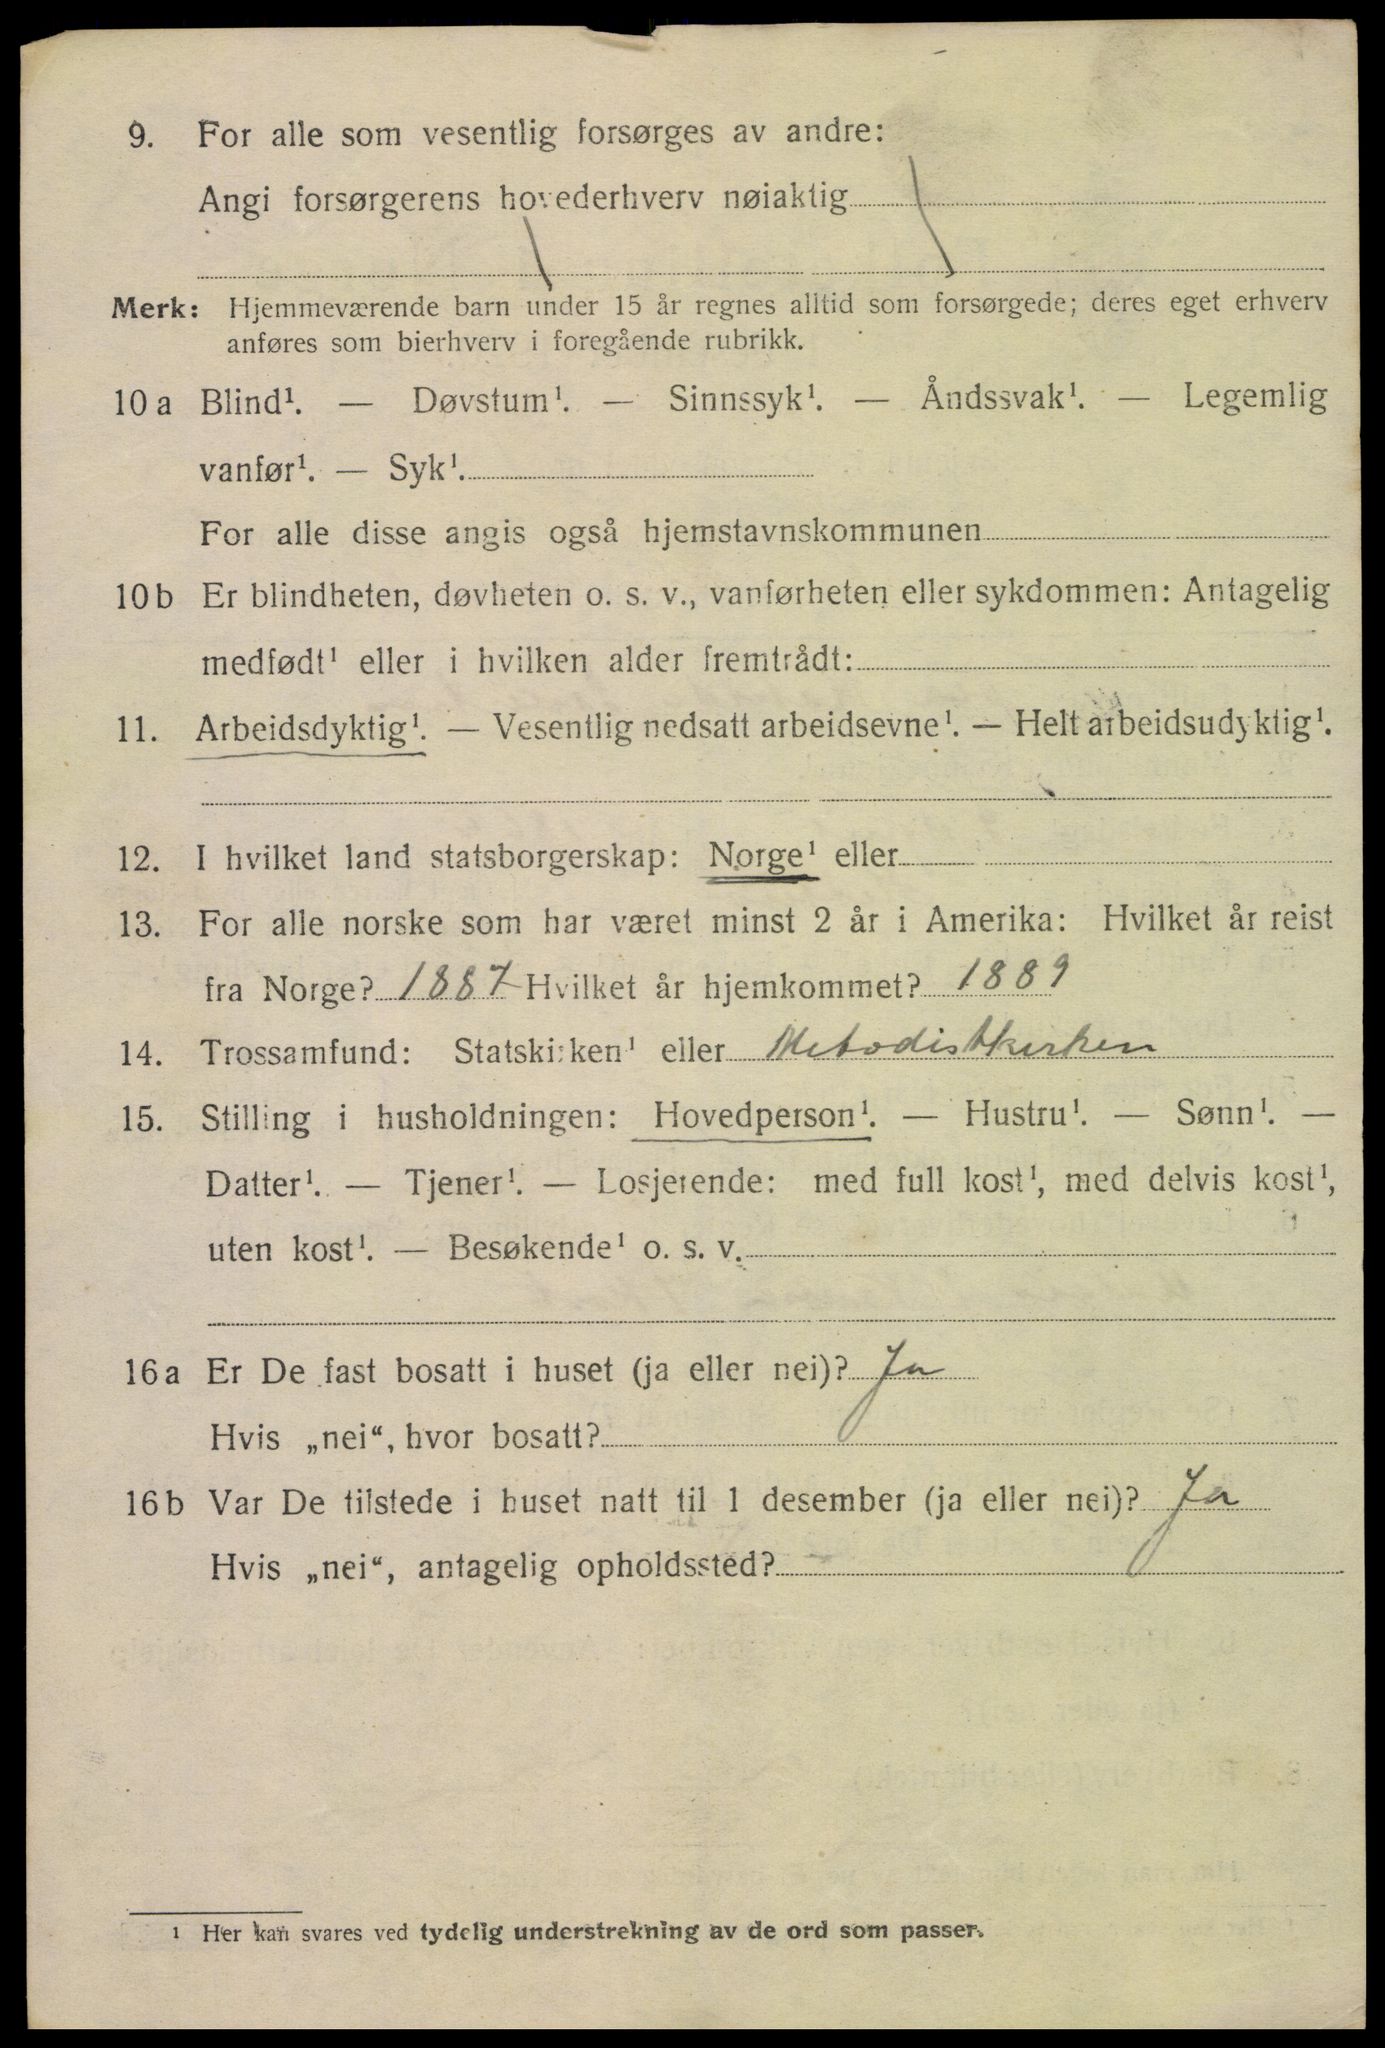 9. For alle som vesentlig forsørges av andre:
Angi forsørgerens hovederhverv nøiaktig
Merk: Hjemmeværende barn under 15 år regnes alltid som forsørgede; deres eget erhverv
anføres som bierhverv i foregående rubrikk.
10 a Blind¹. — Døvstum¹. — Sinnssyk¹. — Åndssvak¹. — Legemlig
vanfør¹. — Syk¹.
For alle disse angis også hjemstavnskommunen
10 b Er blindheten, døvheten o. s. v., vanførheten eller sykdommen: Antagelig
medfødt¹ eller i hvilken alder fremtrådt:
11. Arbeidsdyktig¹. — Vesentlig nedsatt arbeidsevne¹. — Helt arbeidsudyktig¹.
12. I hvilket land statsborgerskap: Norge¹ eller
13. For alle norske som har været minst 2 år i Amerika: Hvilket år reist
fra Norge? 1887 Hvilket år hjemkommet? 1889
14. Trossamfund: Statskirken¹ eller Metodistkirken
15. Stilling i husholdningen: Hovedperson¹. — Hustru¹. — Sønn¹. —
Datter¹. — Tjener¹. — Losjerende: med full kost¹, med delvis kost¹,
uten kost¹. — Besøkende¹ o. s. v.
16 a Er De fast bosatt i huset (ja eller nei)? Ja
Hvis „nei“, hvor bosatt?
16 b Var De tilstede i huset natt til 1 desember (ja eller nei)? Ja
Hvis „nei“, antagelig opholdssted?
¹ Her kan svares ved tydelig understrekning av de ord som passer.